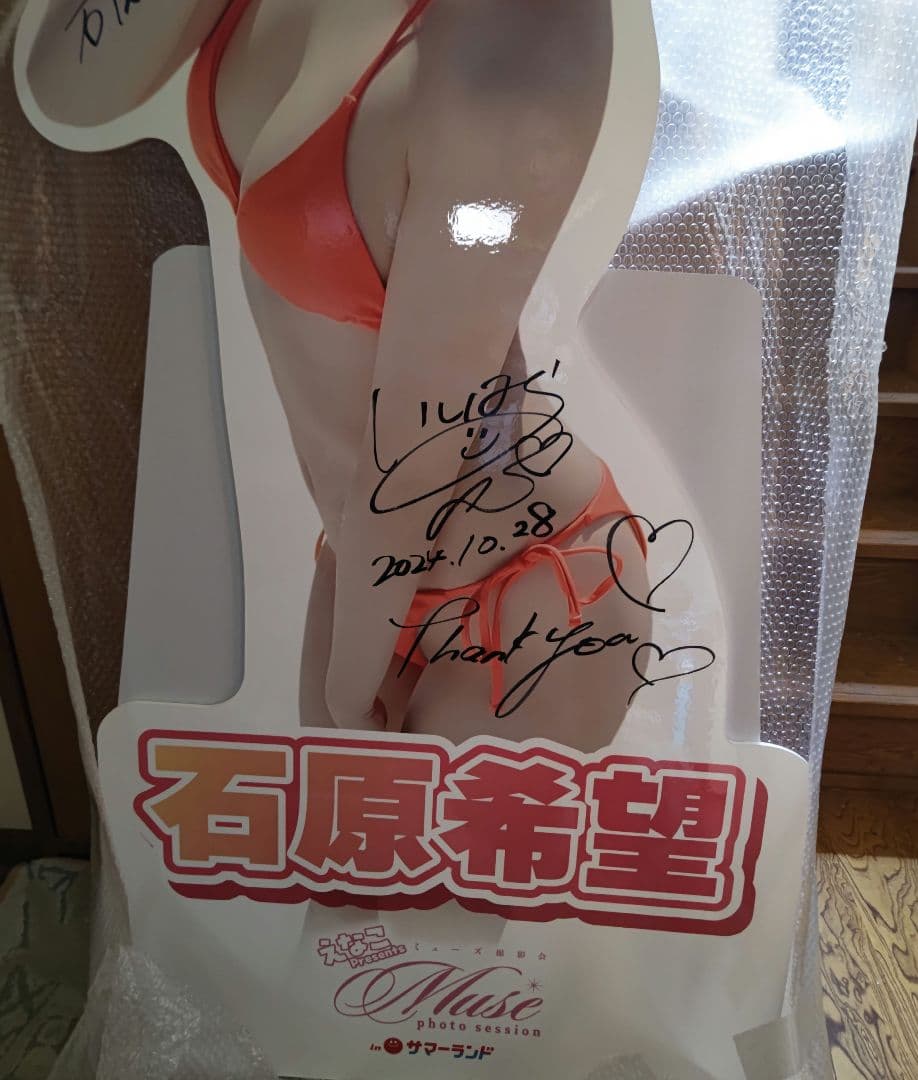 2024.10.28
Thank you
石原希望
えなこ
Presents
ミューズ撮影会
Muse
photo session
in サマーランド